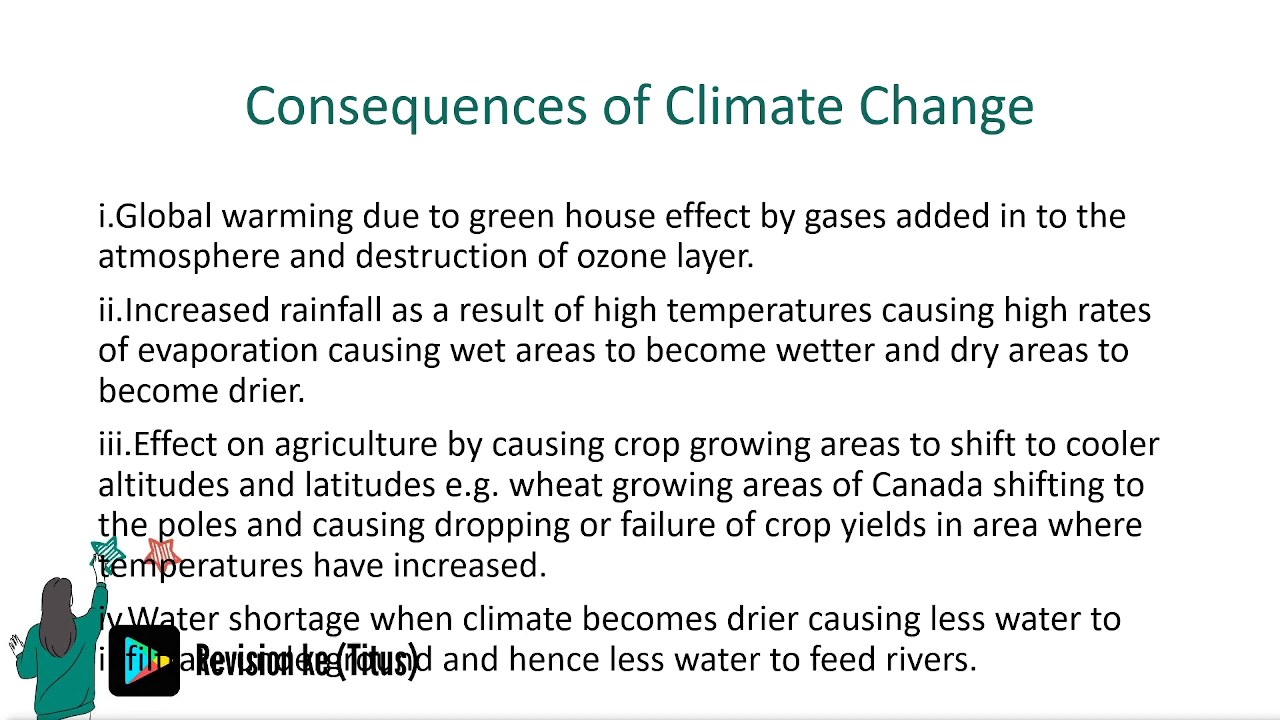 Consequences of Climate Change
i.Global warming due to green house effect by gases added in to the
atmosphere and destruction of ozone layer.
ii.Increased rainfall as a result of high temperatures causing high rates
of evaporation causing wet areas to become wetter and dry areas to
become drier.
iii.Effect on agriculture by causing crop growing areas to shift to cooler
altitudes and latitudes e.g. wheat growing areas of Canada shifting to
the poles and causing dropping or failure of crop yields in area where
temperatures have increased.
iv.Water shortage when climate becomes drier causing less water to
and hence less water to feed rivers.
Revision ke (Titus)